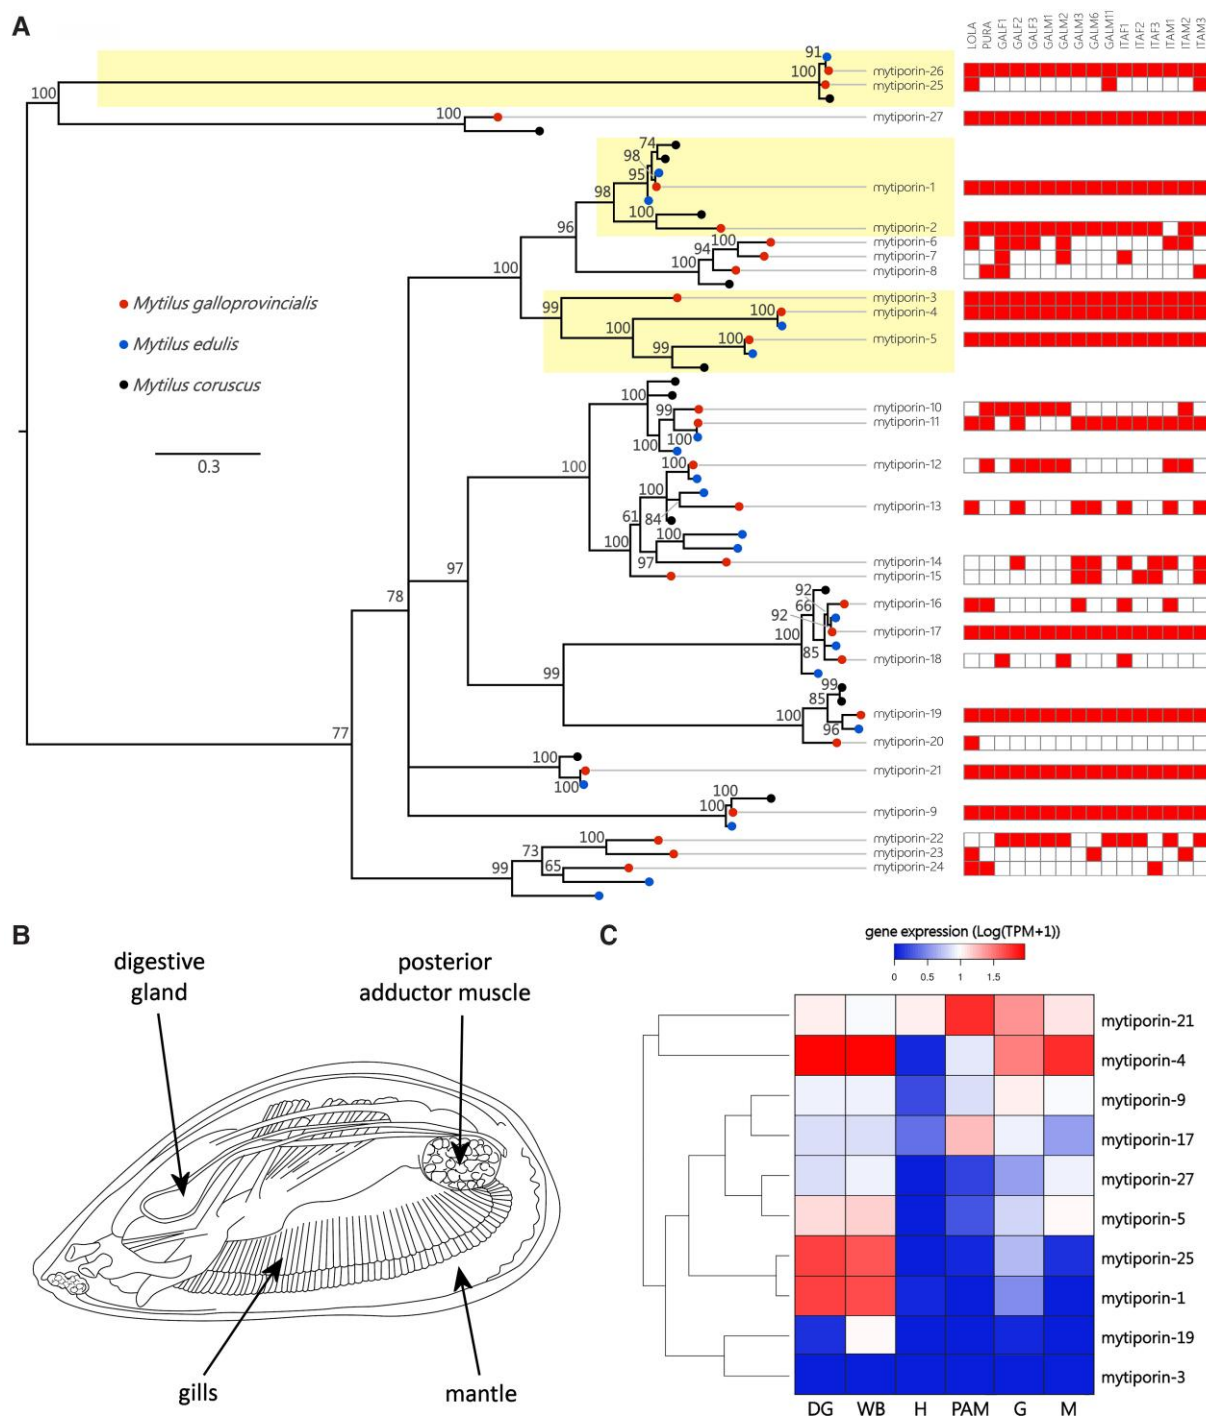 A
LOLA PURA GALF1 GALF2 GALF3 GALM1 GALM2 GALM3 GALM6 GALM11 ITAF1 ITAF2 ITAF3 ITAM1 ITAM2 ITAM3
91
100
mytiporin-26
mytiporin-25
100
100
mytiporin-27
74
98
95
98
mytiporin-1
100
mytiporin-2
96
100
mytiporin-6
94
mytiporin-7
100
mytiporin-8
100
Mytilus galloprovincialis
Mytilus edulis
Mytilus coruscus
0.3
99
mytiporin-3
100
mytiporin-4
100
100
mytiporin-5
99
100
99
mytiporin-10
mytiporin-11
100
100
100
100
mytiporin-12
100
84
mytiporin-13
61
100
100
97
mytiporin-14
mytiporin-15
97
78
92
66
mytiporin-16
92
100
mytiporin-17
85
mytiporin-18
99
99
85
100
mytiporin-19
96
mytiporin-20
77
100
100
mytiporin-21
100
100
mytiporin-9
100
mytiporin-22
73
mytiporin-23
65
mytiporin-24
99
B
digestive
gland
posterior
adductor muscle
gills
mantle
C
gene expression (Log(TPM+1))
0 0.5 1 1.5
mytiporin-21
mytiporin-4
mytiporin-9
mytiporin-17
mytiporin-27
mytiporin-5
mytiporin-25
mytiporin-1
mytiporin-19
mytiporin-3
DG WB H PAM G M